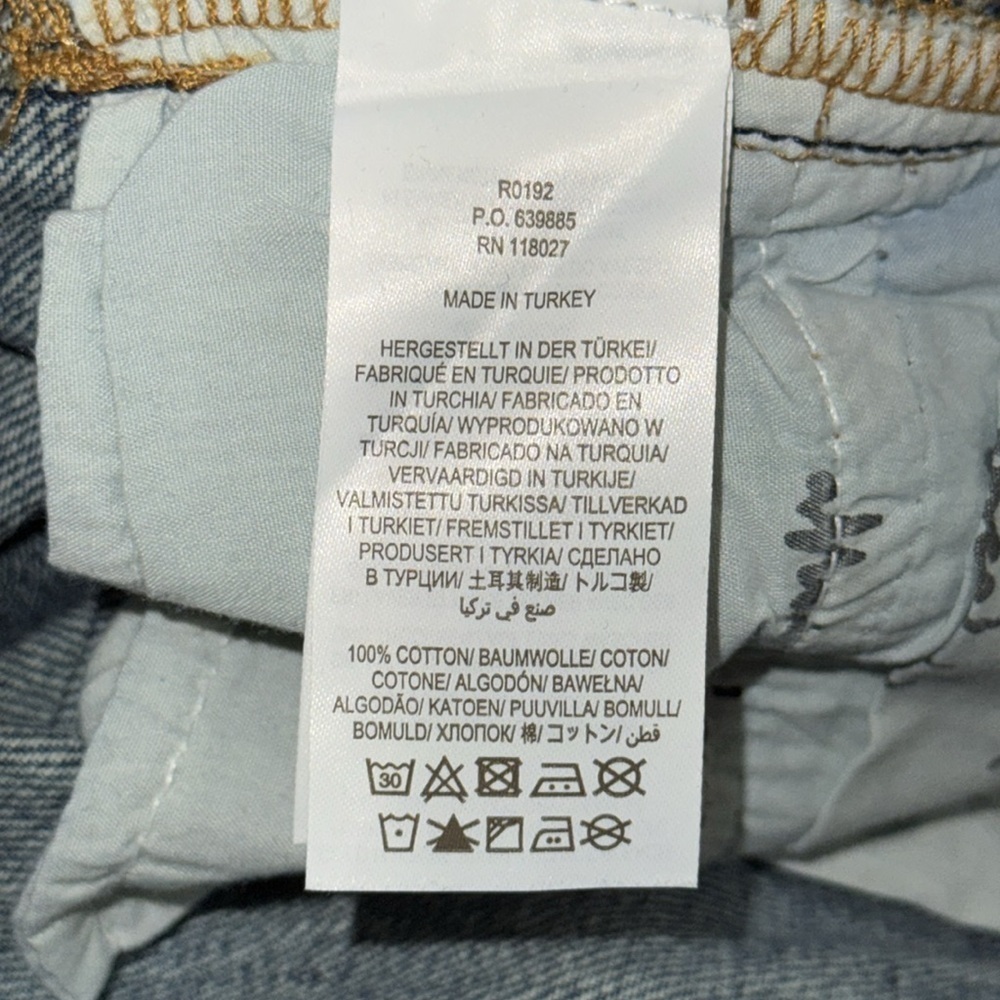 R0192
P.O. 639885
RN 118027
MADE IN TURKEY
HERGESTELLT IN DER TÜRKEI/
FABRIQUÉ EN TURQUIE/ PRODOTTO
IN TURCHIA/ FABRICADO EN
TURQUÍA/ WYPRODUKOWANO W
TURCJI/ FABRICADO NA TURQUIA/
VERVAARDIGD IN TURKIJE/
VALMISTETTU TURKISSA/ TILLVERKAD
I TURKIET/ FREMSTILLET I TYRKIET/
PRODUSERT I TYRKIA/ СДЕЛАНО
В ТУРЦИИ/ 土耳其制造/ トルコ製/
صنع في تركيا
100% COTTON/ BAUMWOLLE/ COTON/
COTONE/ ALGODÓN/ BAWEŁNA/
ALGODÃO/ KATOEN/ PUUVILLA/ BOMULL/
BOMULD/ ХЛОПОК/ 棉/ コットン/ قطن
30